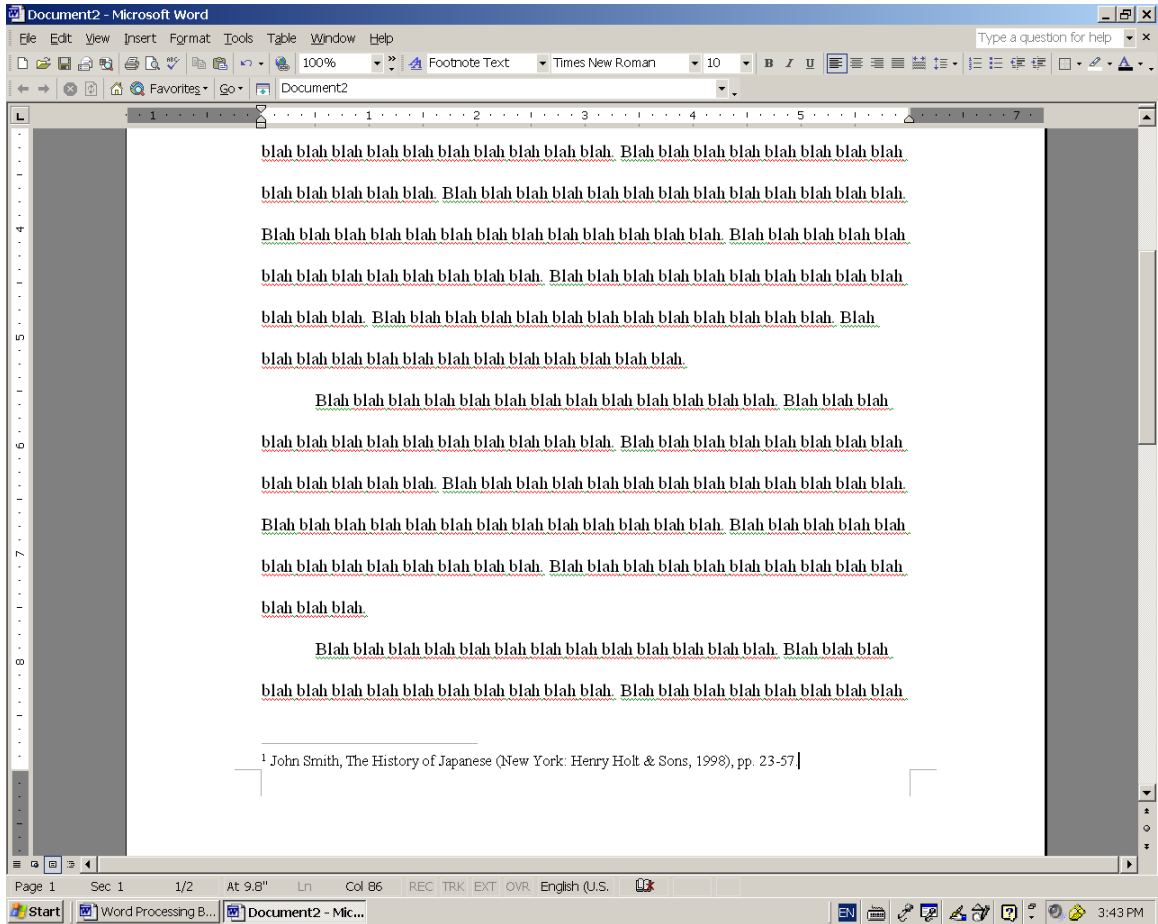 Document2 - Microsoft Word
File Edit View Insert Format Tools Table Window Help
Type a question for help
100% Footnote Text Times New Roman 10 B I U
Favorites Go Document2
1 1 2 3 4 5 7
blah blah blah blah blah blah blah blah blah blah. Blah blah blah blah blah blah blah blah
blah blah blah blah blah. Blah blah blah blah blah blah blah blah blah blah blah blah blah.
Blah blah blah blah blah blah blah blah blah blah blah blah blah. Blah blah blah blah blah
4
blah blah blah blah blah blah blah blah. Blah blah blah blah blah blah blah blah blah blah
blah blah blah. Blah blah blah blah blah blah blah blah blah blah blah blah blah. Blah
5
blah blah blah blah blah blah blah blah blah blah blah blah.
Blah blah blah blah blah blah blah blah blah blah blah blah blah. Blah blah blah
blah blah blah blah blah blah blah blah blah blah. Blah blah blah blah blah blah blah blah
6
blah blah blah blah blah. Blah blah blah blah blah blah blah blah blah blah blah blah blah.
Blah blah blah blah blah blah blah blah blah blah blah blah blah. Blah blah blah blah blah
7
blah blah blah blah blah blah blah blah. Blah blah blah blah blah blah blah blah blah blah
blah blah blah.
Blah blah blah blah blah blah blah blah blah blah blah blah blah. Blah blah blah
8
blah blah blah blah blah blah blah blah blah blah. Blah blah blah blah blah blah blah blah
1 John Smith, The History of Japanese (New York: Henry Holt & Sons, 1998), pp. 23-57.
Page 1 Sec 1 1/2 At 9.8" Ln Col 86 REC TRK EXT OVR English (U.S.
Start Word Processing B... Document2 - Mic... EN 3:43 PM